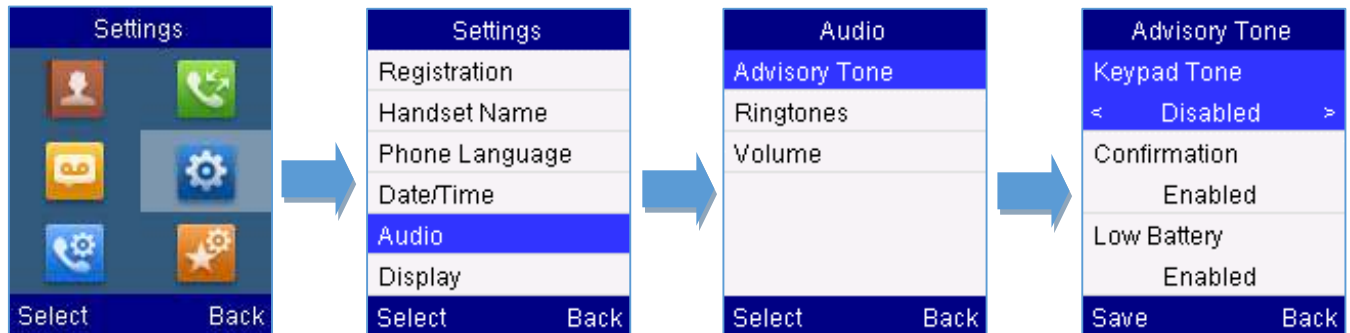 Settings
Select Back
Settings
Registration
Handset Name
Phone Language
Date/Time
Audio
Display
Select Back
Audio
Advisory Tone
Ringtones
Volume
Select Back
Advisory Tone
Keypad Tone
< Disabled >
Confirmation
Enabled
Low Battery
Enabled
Save Back